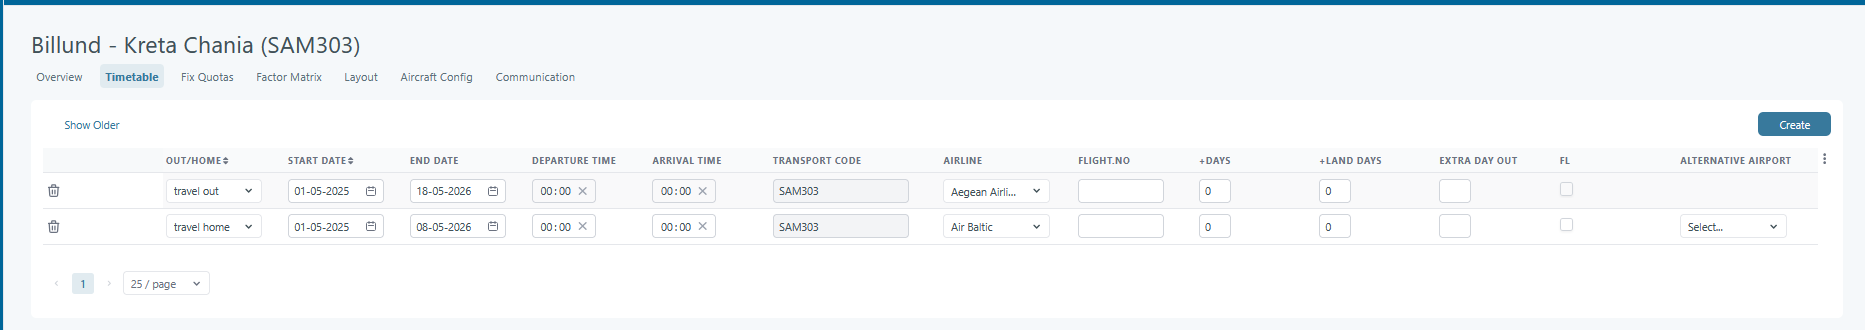 Billund - Kreta Chania (SAM303)
Overview Timetable Fix Quotas Factor Matrix Layout Aircraft Config Communication
Show Older Create
OUT/HOME START DATE END DATE DEPARTURE TIME ARRIVAL TIME TRANSPORT CODE AIRLINE FLIGHT.NO +DAYS +LAND DAYS EXTRA DAY OUT FL ALTERNATIVE AIRPORT
travel out 01-05-2025 18-05-2026 00:00 00:00 SAM303 Aegean Airli... 0 0
travel home 01-05-2025 08-05-2026 00:00 00:00 SAM303 Air Baltic 0 0 Select...
1 25 / page